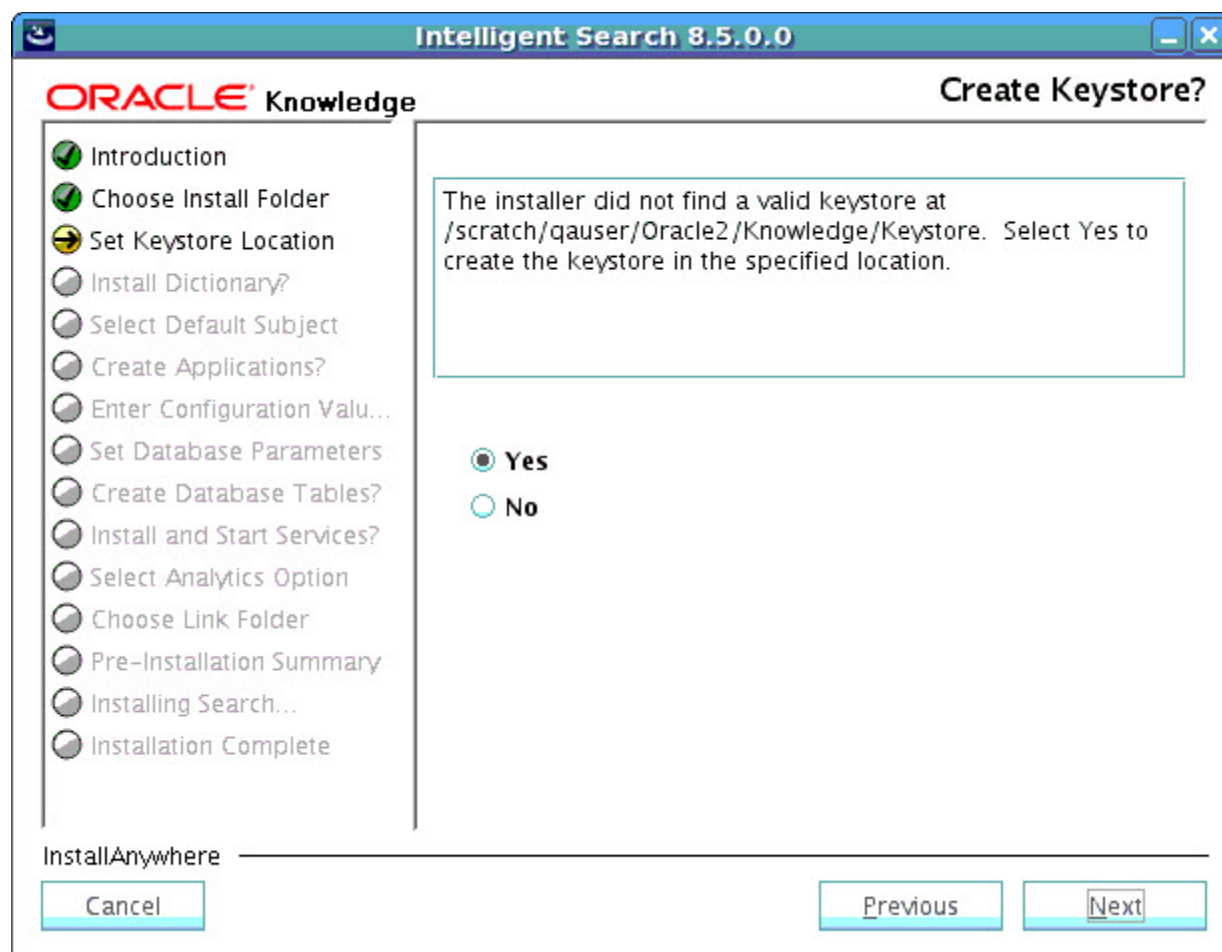 Intelligent Search 8.5.0.0
ORACLE Knowledge
Create Keystore?
Introduction
Choose Install Folder
Set Keystore Location
Install Dictionary?
Select Default Subject
Create Applications?
Enter Configuration Valu...
Set Database Parameters
Create Database Tables?
Install and Start Services?
Select Analytics Option
Choose Link Folder
Pre-Installation Summary
Installing Search...
Installation Complete
The installer did not find a valid keystore at
/scratch/qauser/Oracle2/Knowledge/Keystore. Select Yes to
create the keystore in the specified location.
Yes
No
InstallAnywhere
Cancel
Previous
Next